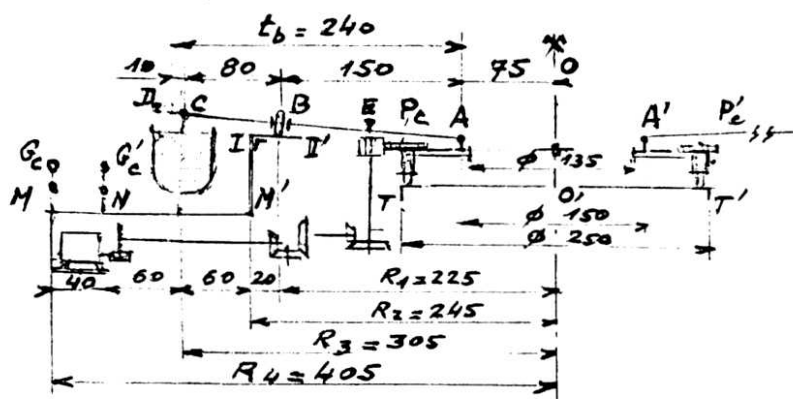 t_b = 240
10 80 150 75 O
C B E P_c A A' P'_c
G_c G'_c I II' φ 135
M N M' T O' T'
φ 150
φ 250
40 60 60 20 R_1 = 225
R_2 = 245
R_3 = 305
R_4 = 405